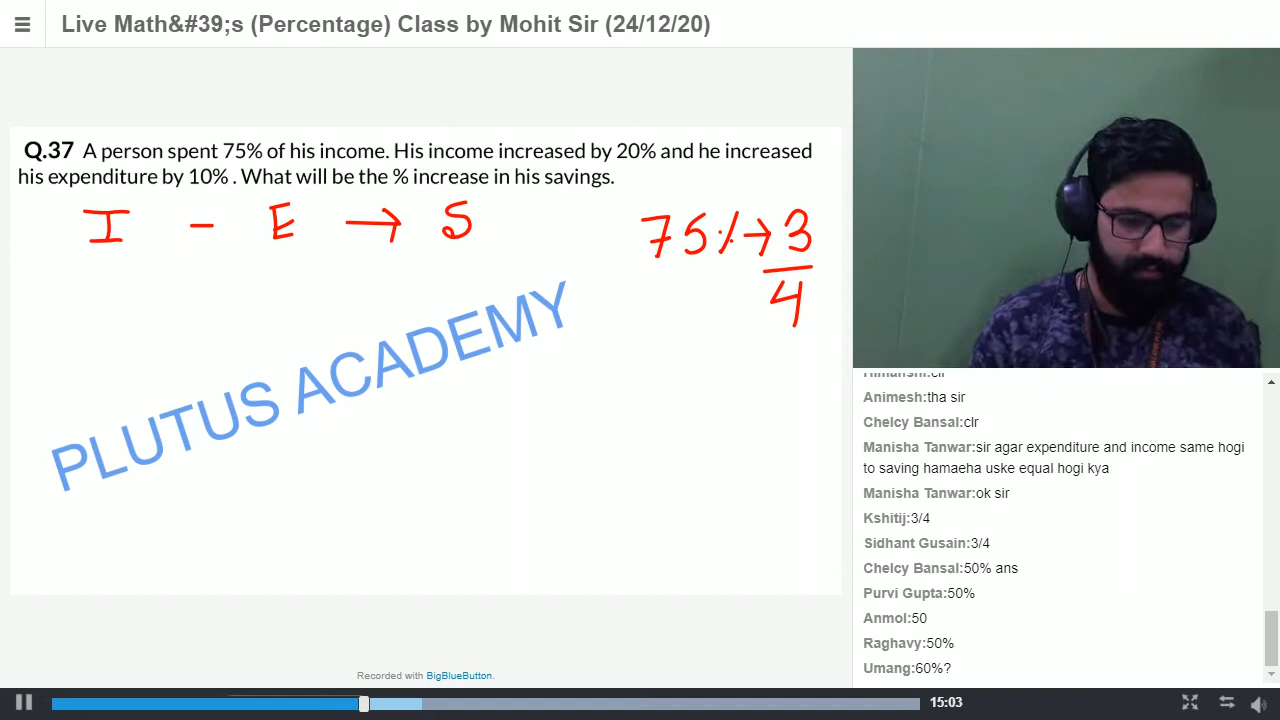 Live Math&#39;s (Percentage) Class by Mohit Sir (24/12/20)
Q.37 A person spent 75% of his income. His income increased by 20% and he increased
his expenditure by 10% . What will be the % increase in his savings.
I - E → S
75% → 3
4
PLUTUS ACADEMY
Animesh:tha sir
Chelcy Bansal:clr
Manisha Tanwar:sir agar expenditure and income same hogi
to saving hamaeha uske equal hogi kya
Manisha Tanwar:ok sir
Kshitij:3/4
Sidhant Gusain:3/4
Chelcy Bansal:50% ans
Purvi Gupta:50%
Anmol:50
Raghavy:50%
Umang:60%?
Recorded with BigBlueButton.
15:03